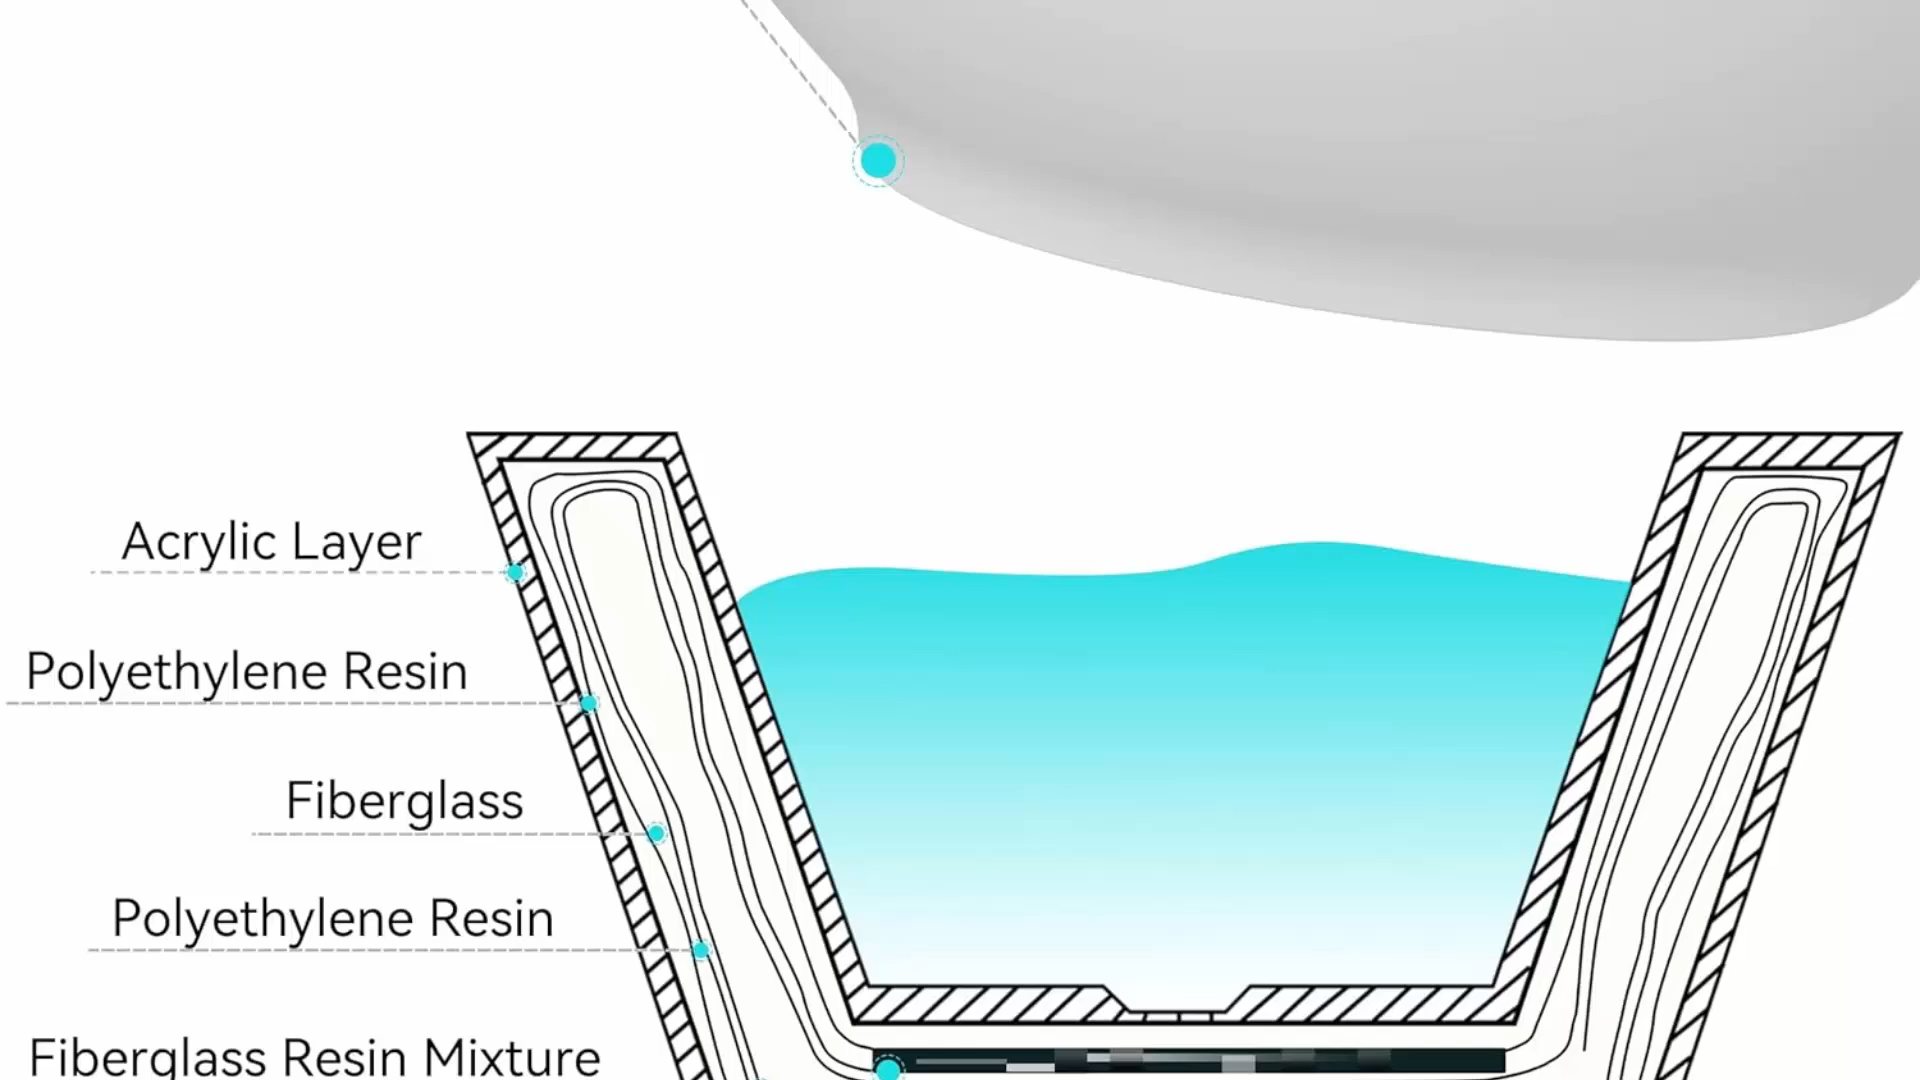 Acrylic Layer
Polyethylene Resin
Fiberglass
Polyethylene Resin
Fiberglass Resin Mixture